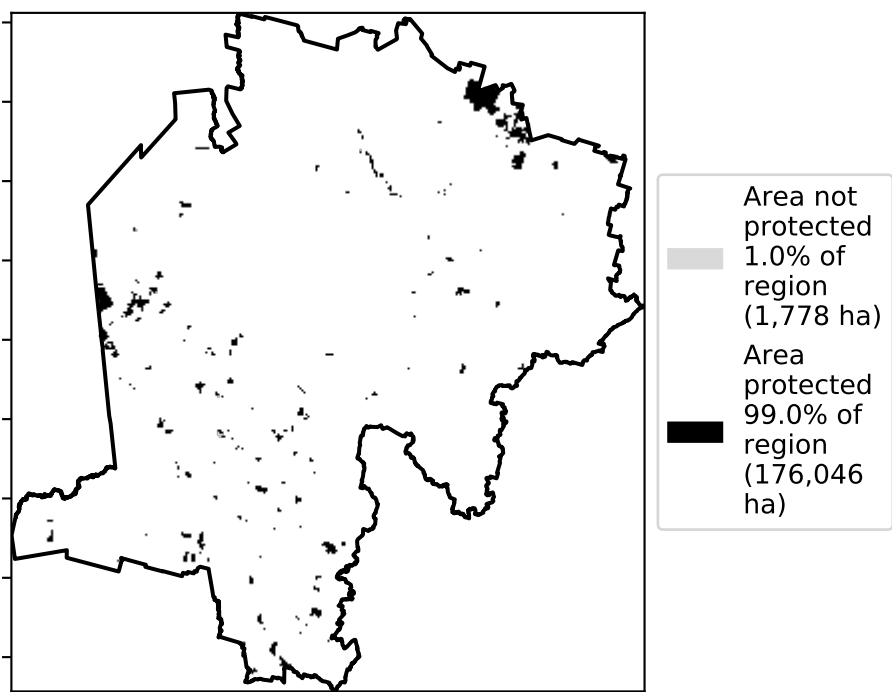 Area not
protected
1.0% of
region
(1,778 ha)
Area
protected
99.0% of
region
(176,046
ha)